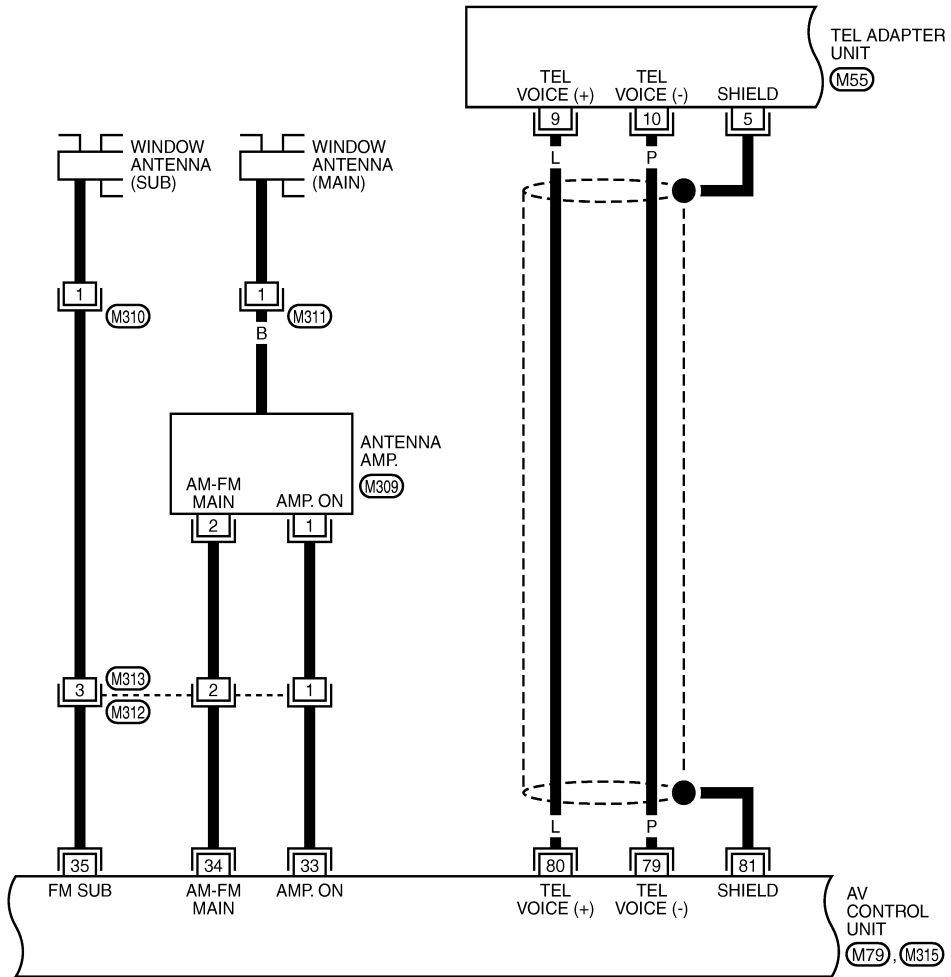 TEL ADAPTER
UNIT
M55
TEL
VOICE (+)
TEL
VOICE (-)
SHIELD
9
10
5
L
P
WINDOW
ANTENNA
(SUB)
WINDOW
ANTENNA
(MAIN)
1
M310
1
M311
B
ANTENNA
AMP.
M309
AM-FM
MAIN
AMP. ON
2
1
M313
3
2
1
M312
L
P
35
34
33
80
79
81
FM SUB
AM-FM
MAIN
AMP. ON
TEL
VOICE (+)
TEL
VOICE (-)
SHIELD
AV
CONTROL
UNIT
M79 , M315